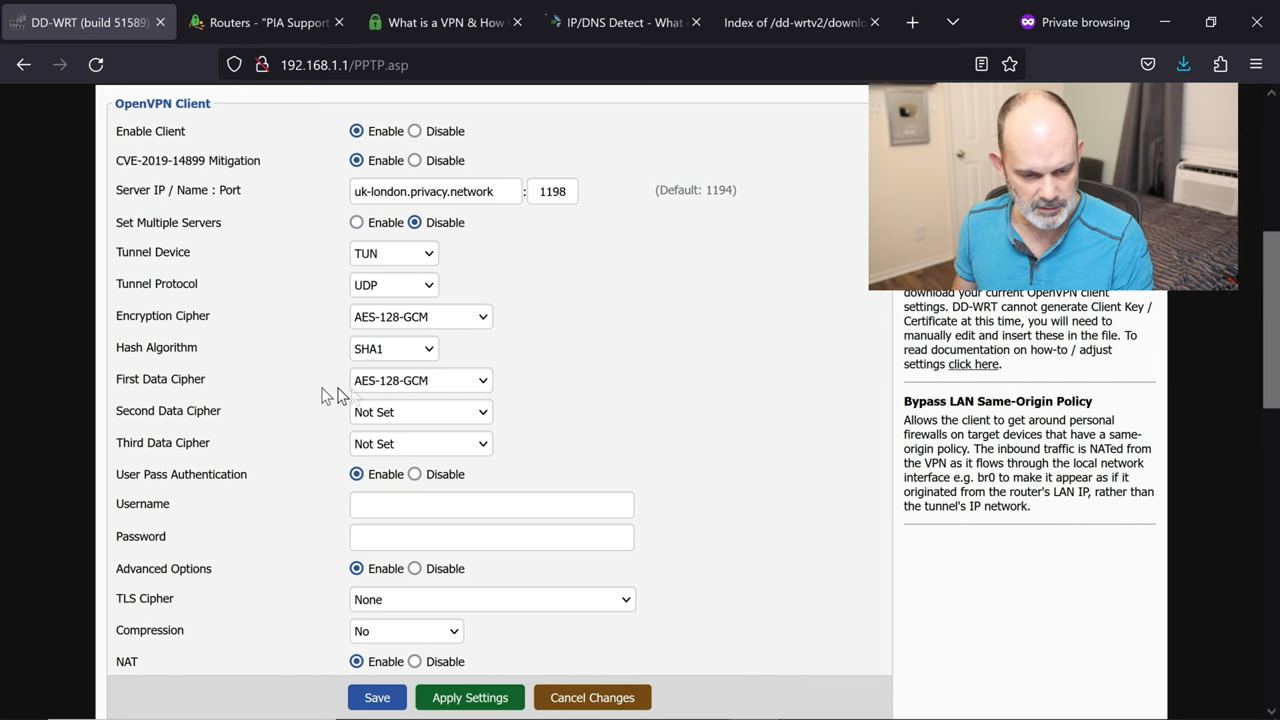 DD-WRT (build 51589)
Routers - "PIA Support
What is a VPN & How
IP/DNS Detect - What
Index of /dd-wrtv2/downlo
Private browsing
192.168.1.1/PPTP.asp
OpenVPN Client
Enable Client Enable Disable
CVE-2019-14899 Mitigation Enable Disable
Server IP / Name : Port uk-london.privacy.network : 1198 (Default: 1194)
Set Multiple Servers Enable Disable
Tunnel Device TUN
Tunnel Protocol UDP
Encryption Cipher AES-128-GCM
Hash Algorithm SHA1
First Data Cipher AES-128-GCM
Second Data Cipher Not Set
Third Data Cipher Not Set
User Pass Authentication Enable Disable
Username
Password
Advanced Options Enable Disable
TLS Cipher None
Compression No
NAT Enable Disable
Save Apply Settings Cancel Changes
download your current OpenVPN client
settings. DD-WRT cannot generate Client Key /
Certificate at this time, you will need to
manually edit and insert these in the file. To
read documentation on how-to / adjust
settings click here.
Bypass LAN Same-Origin Policy
Allows the client to get around personal
firewalls on target devices that have a same-
origin policy. The inbound traffic is NATed from
the VPN as it flows through the local network
interface e.g. br0 to make it appear as if it
originated from the router's LAN IP, rather than
the tunnel's IP network.